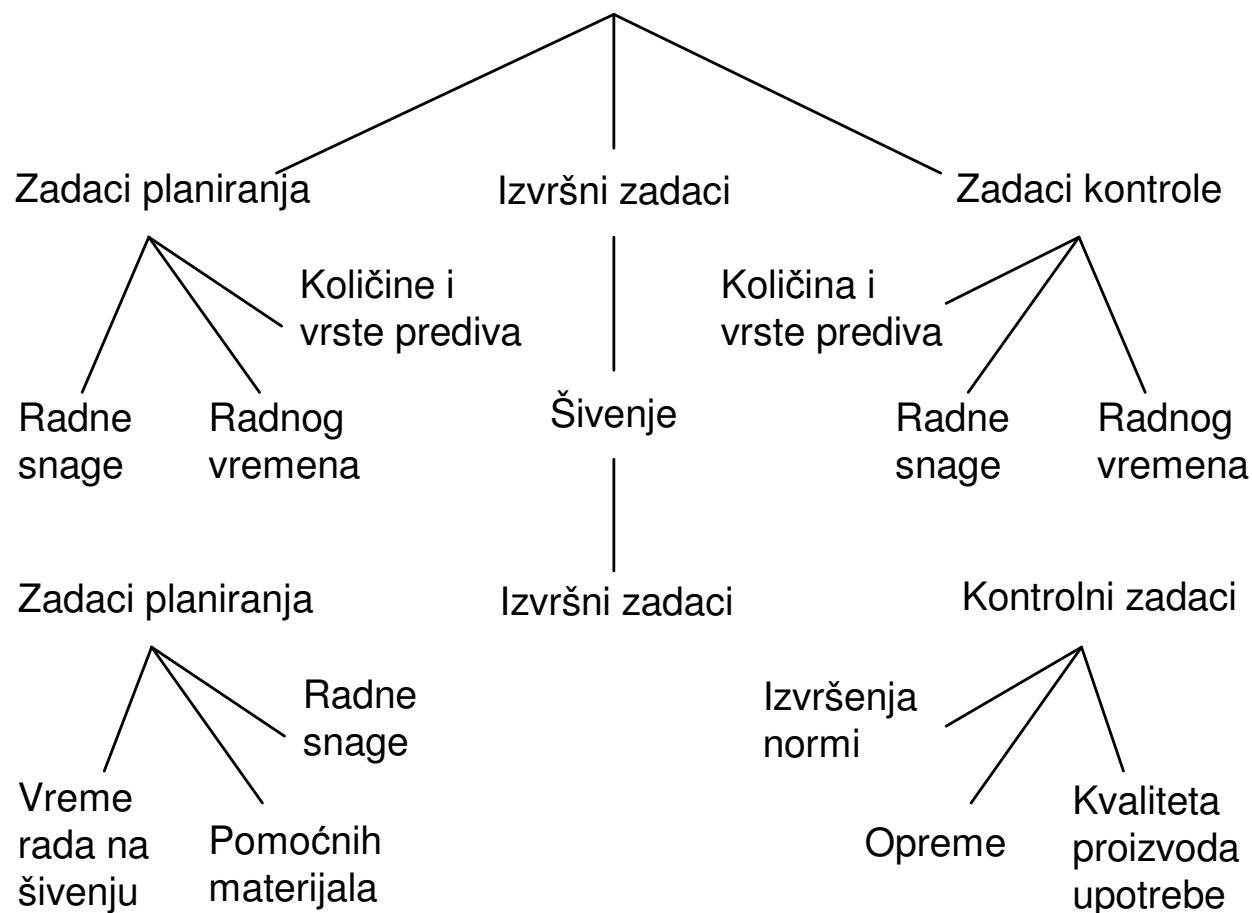 Zadaci planiranja
Izvršni zadaci
Zadaci kontrole
Količine i
vrste prediva
Količina i
vrste prediva
Radne
snage
Radnog
vremena
Šivenje
Radne
snage
Radnog
vremena
Zadaci planiranja
Izvršni zadaci
Kontrolni zadaci
Radne
snage
Izvršenja
normi
Vreme
rada na
šivenju
Pomoćnih
materijala
Opreme
Kvaliteta
proizvoda
upotrebe